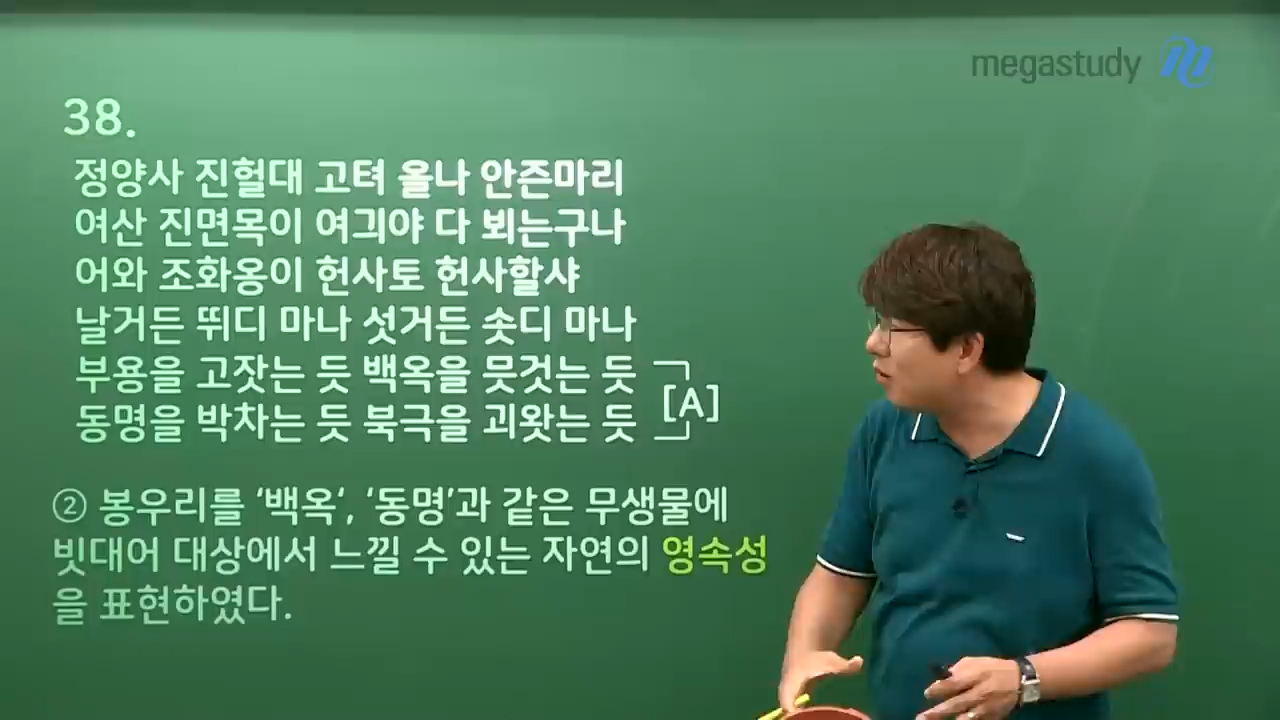 megastudy
38.
정양사 진헐대 고텨 올나 안즌마리
여산 진면목이 여긔야 다 뵈는구나
어와 조화옹이 헌사토 헌사할샤
날거든 뛰디 마나 섯거든 솟디 마나
부용을 고잣는 듯 백옥을 믓것는 듯
동명을 박차는 듯 북극을 괴왓는 듯
[A]
② 봉우리를 ‘백옥‘, ‘동명’과 같은 무생물에
빗대어 대상에서 느낄 수 있는 자연의 영속성
을 표현하였다.